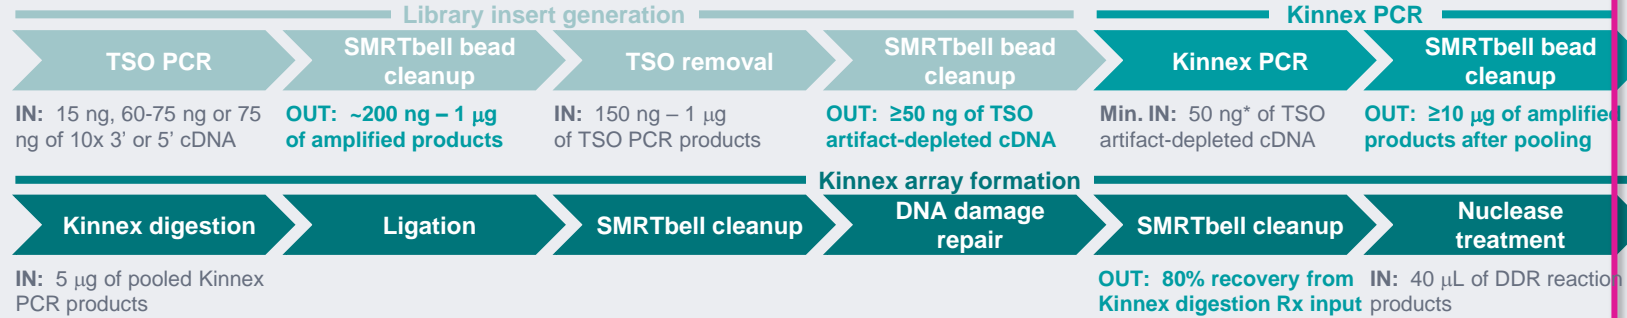 Library insert generation
Kinnex PCR
TSO PCR
SMRTbell bead
cleanup
TSO removal
SMRTbell bead
cleanup
Kinnex PCR
SMRTbell bead
cleanup
IN: 15 ng, 60-75 ng or 75
ng of 10x 3’ or 5’ cDNA
OUT: ~200 ng – 1 μg
of amplified products
IN: 150 ng – 1 μg
of TSO PCR products
OUT: ≥50 ng of TSO
artifact-depleted cDNA
Min. IN: 50 ng* of TSO
artifact-depleted cDNA
OUT: ≥10 μg of amplified
products after pooling
Kinnex array formation
Kinnex digestion
Ligation
SMRTbell cleanup
DNA damage
repair
SMRTbell cleanup
Nuclease
treatment
IN: 5 μg of pooled Kinnex
PCR products
OUT: 80% recovery from
Kinnex digestion Rx input
IN: 40 μL of DDR reaction
products